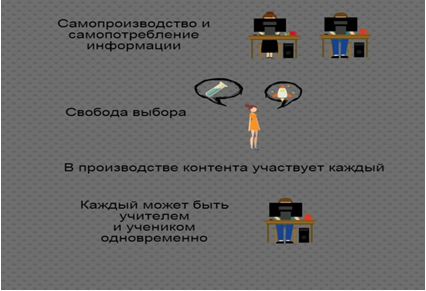 Самопроизводство и
самопотребление
информации
Свобода выбора
В производстве контента участвует каждый
Каждый может быть
учителем
и учеником
одновременно